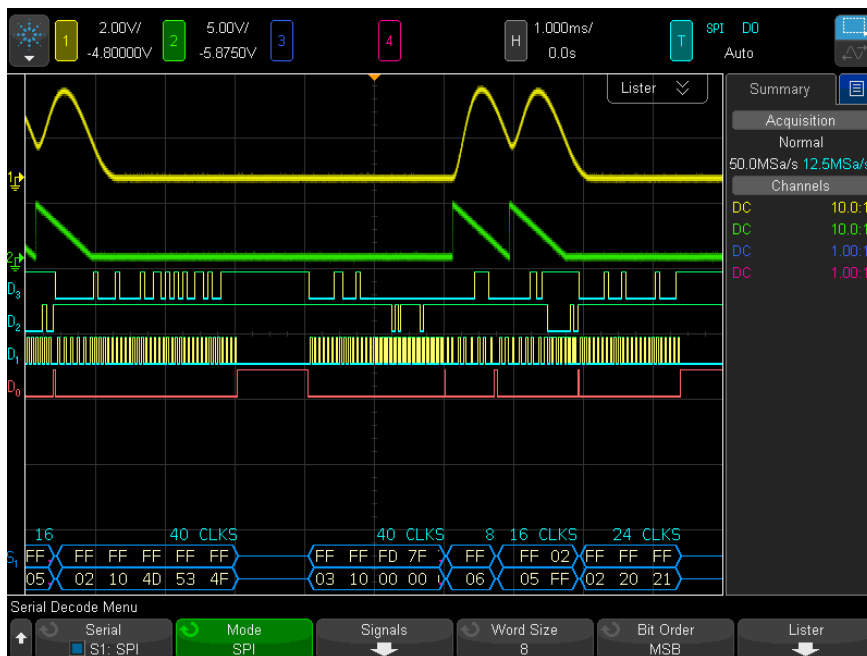 1 2.00V/ 2 5.00V/ 3 4 H 1.000ms/ T SPI D0
-4.80000V -5.8750V 0.0s Auto
Lister
Summary
Acquisition
Normal
50.0MSa/s 12.5MSa/s
Channels
DC 10.0:1
DC 10.0:1
DC 1.00:1
DC 1.00:1
1
2
D3
D2
D1
D0
16 40 CLKS 40 CLKS 8 16 CLKS 24 CLKS
S1 FF FF FF FF FF FF FF FF FD 7F FF FF 02 FF FF FF
05 02 10 4D 53 4F 03 10 00 00 06 05 FF 02 20 21
Serial Decode Menu
Serial Mode Signals Word Size Bit Order Lister
S1: SPI SPI 8 MSB